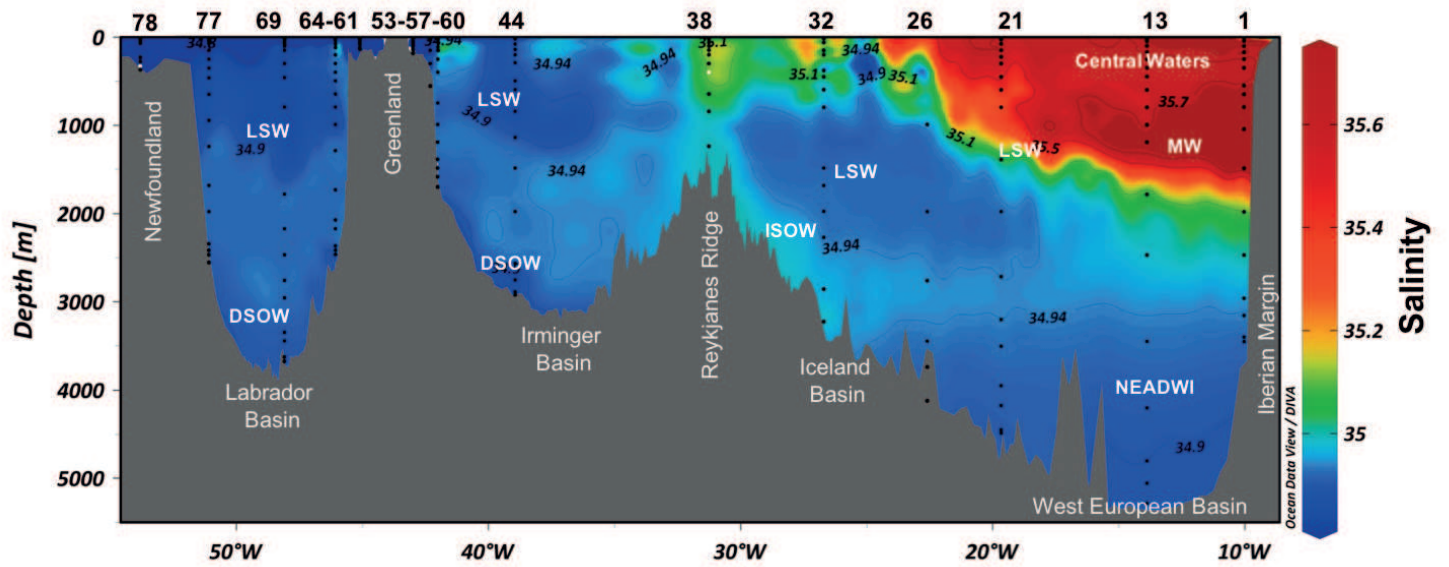 78 77 69 64-61 53-57-60 44 38 32 26 21 13 1
0
1000
2000
3000
4000
5000
Depth [m]
50°W 40°W 30°W 20°W 10°W
Newfoundland
Greenland
Reykjanes Ridge
Iberian Margin
Labrador
Basin
Irminger
Basin
Iceland
Basin
West European Basin
LSW
34.9
DSOW
34.94
34.94
LSW
34.9
34.94
DSOW
34.94
35.1
34.94
35.1
34.9
35.1
LSW
ISOW
34.94
Central Waters
35.7
MW
35.1
LSW
34.94
NEADWI
34.9
Ocean Data View / DIVA
35.6
35.4
35.2
35
Salinity